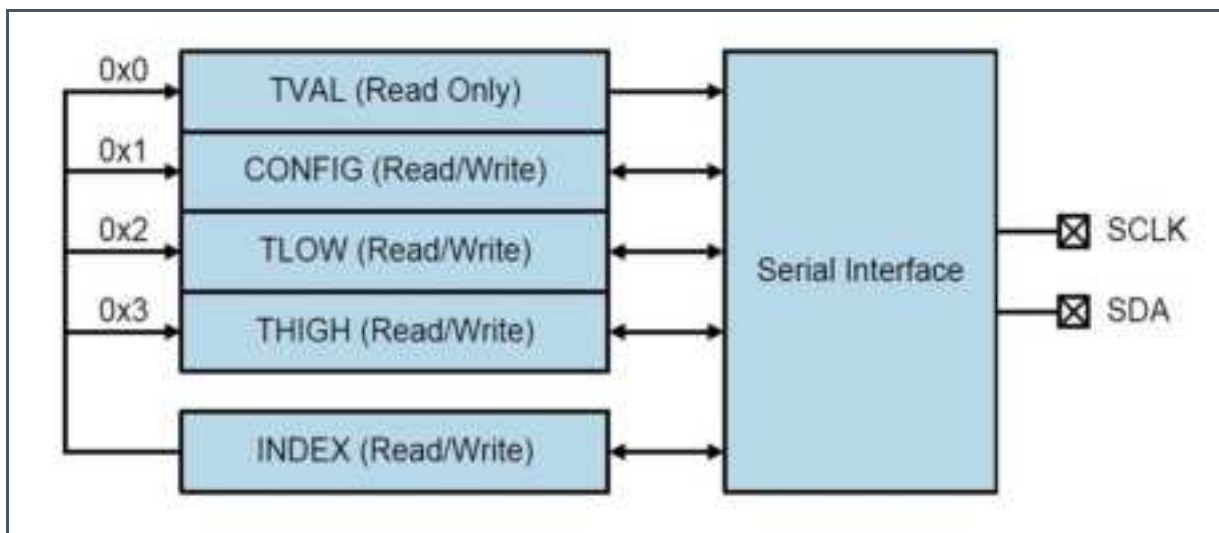 0x0
TVAL (Read Only)
0x1
CONFIG (Read/Write)
0x2
TLOW (Read/Write)
0x3
THIGH (Read/Write)
INDEX (Read/Write)
Serial Interface
SCLK
SDA